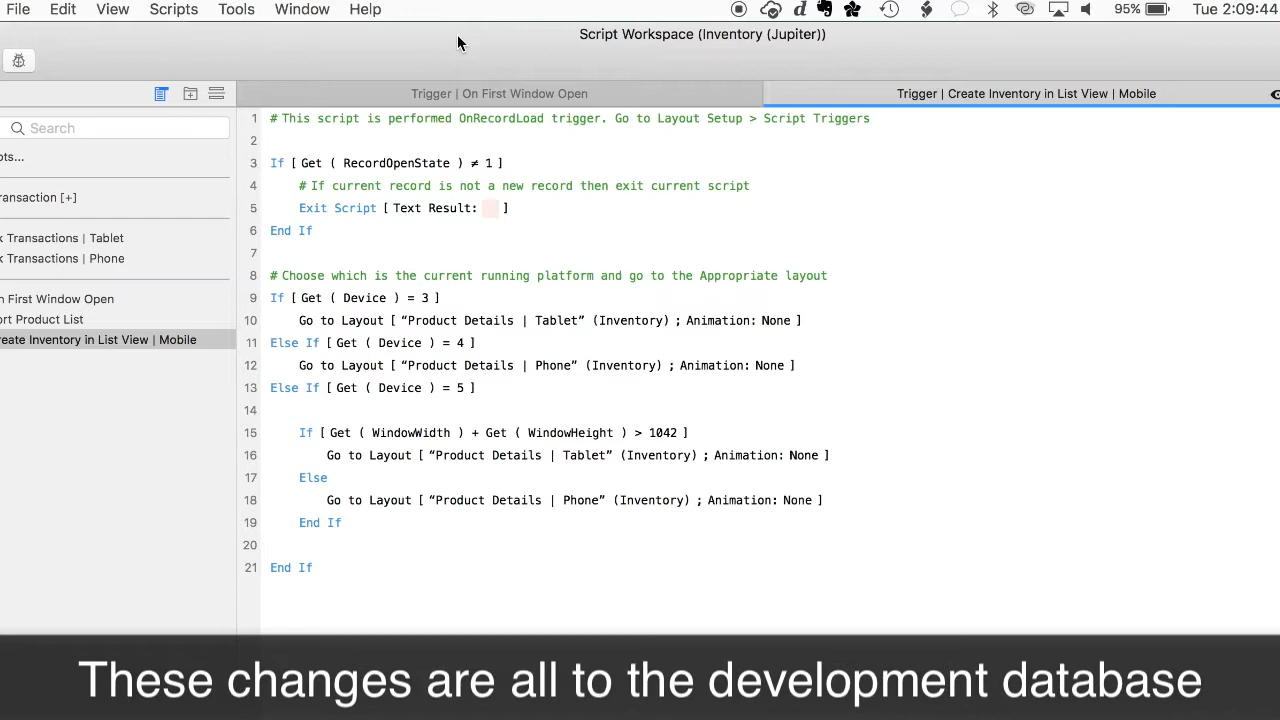 File Edit View Scripts Tools Window Help 95% Tue 2:09:44
Script Workspace (Inventory (Jupiter))
Trigger | On First Window Open Trigger | Create Inventory in List View | Mobile
Search
pts...
ransaction [+]
k Transactions | Tablet
k Transactions | Phone
n First Window Open
ort Product List
reate Inventory in List View | Mobile
1 # This script is performed OnRecordLoad trigger. Go to Layout Setup > Script Triggers
2
3 If [ Get ( RecordOpenState ) ≠ 1 ]
4 # If current record is not a new record then exit current script
5 Exit Script [ Text Result: ]
6 End If
7
8 # Choose which is the current running platform and go to the Appropriate layout
9 If [ Get ( Device ) = 3 ]
10 Go to Layout [ “Product Details | Tablet” (Inventory) ; Animation: None ]
11 Else If [ Get ( Device ) = 4 ]
12 Go to Layout [ “Product Details | Phone” (Inventory) ; Animation: None ]
13 Else If [ Get ( Device ) = 5 ]
14
15 If [ Get ( WindowWidth ) + Get ( WindowHeight ) > 1042 ]
16 Go to Layout [ “Product Details | Tablet” (Inventory) ; Animation: None ]
17 Else
18 Go to Layout [ “Product Details | Phone” (Inventory) ; Animation: None ]
19 End If
20
21 End If
These changes are all to the development database